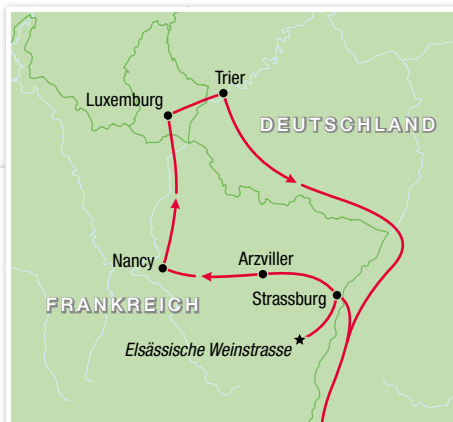 Trier
Luxemburg
DEUTSCHLAND
Nancy
Arzviller
Strassburg
FRANKREICH
Elsässische Weinstrasse